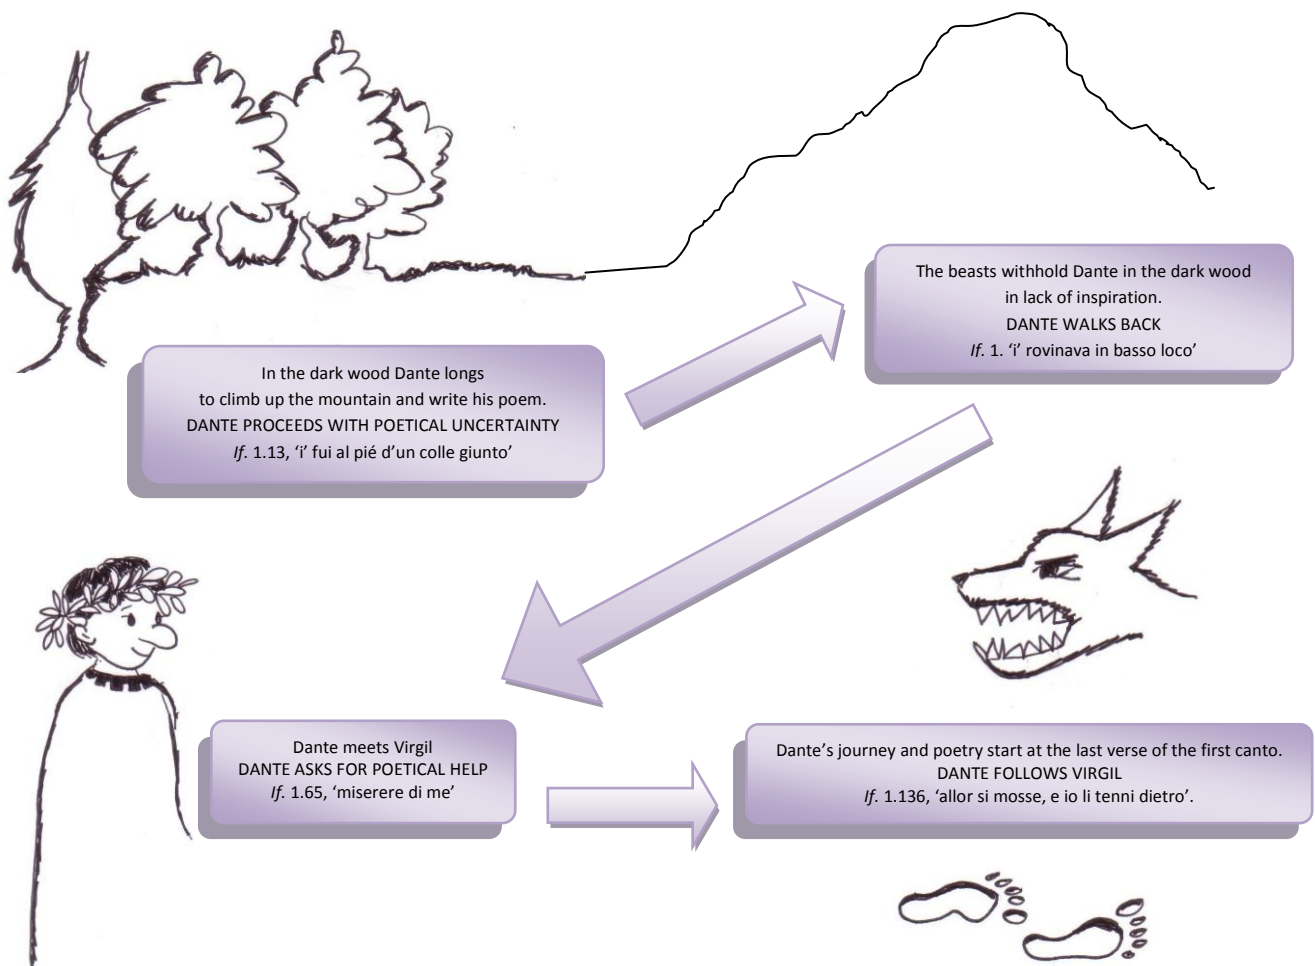 In the dark wood Dante longs
to climb up the mountain and write his poem.
DANTE PROCEEDS WITH POETICAL UNCERTAINTY
If. 1.13, ‘i’ fui al pié d’un colle giunto’
The beasts withhold Dante in the dark wood
in lack of inspiration.
DANTE WALKS BACK
If. 1. ‘i’ rovinava in basso loco’
Dante meets Virgil
DANTE ASKS FOR POETICAL HELP
If. 1.65, ‘miserere di me’
Dante’s journey and poetry start at the last verse of the first canto.
DANTE FOLLOWS VIRGIL
If. 1.136, ‘allor si mosse, e io li tenni dietro’.